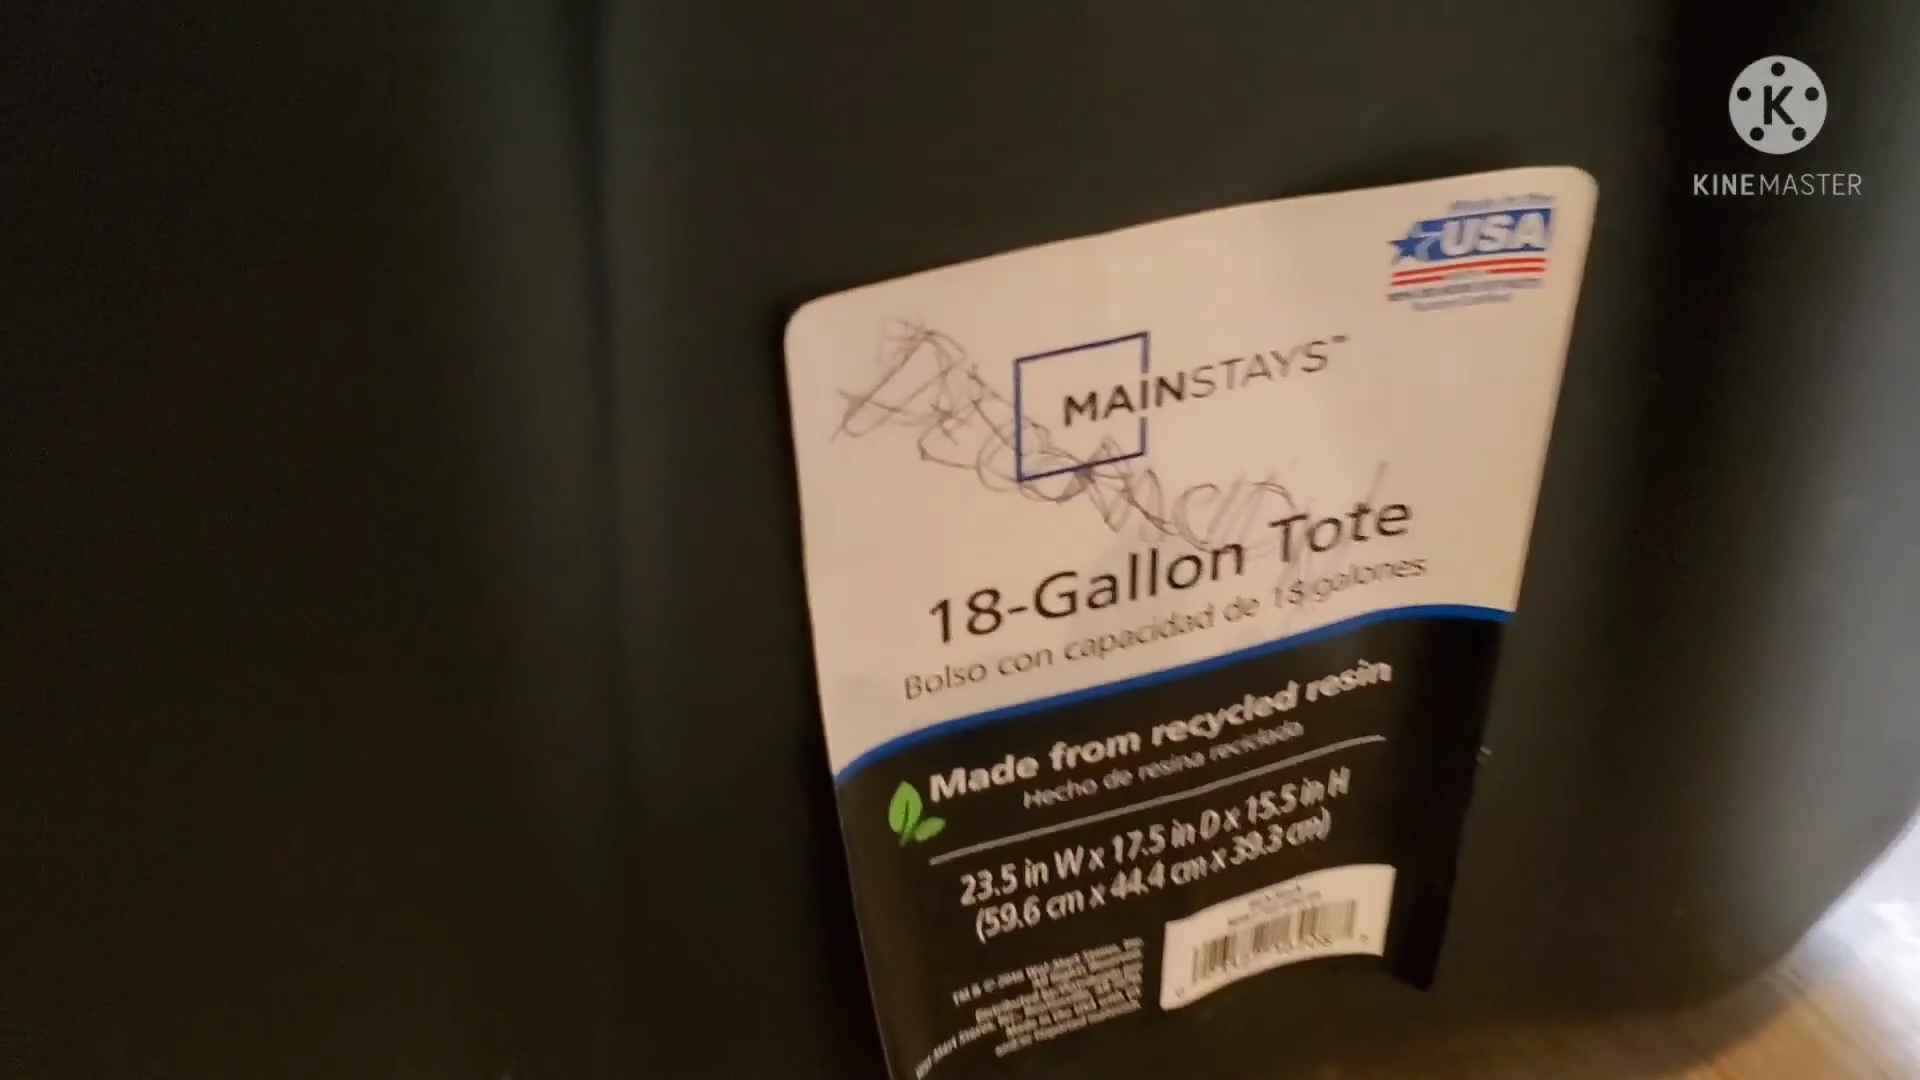 K
KINEMASTER
USA
MAINSTAYS™
18-Gallon Tote
Bolso con capacidad de 18 galones
Made from recycled resin
Hecho de resina reciclada
23.5 in W x 17.5 in D x 15.5 in H
(59.6 cm x 44.4 cm x 39.3 cm)